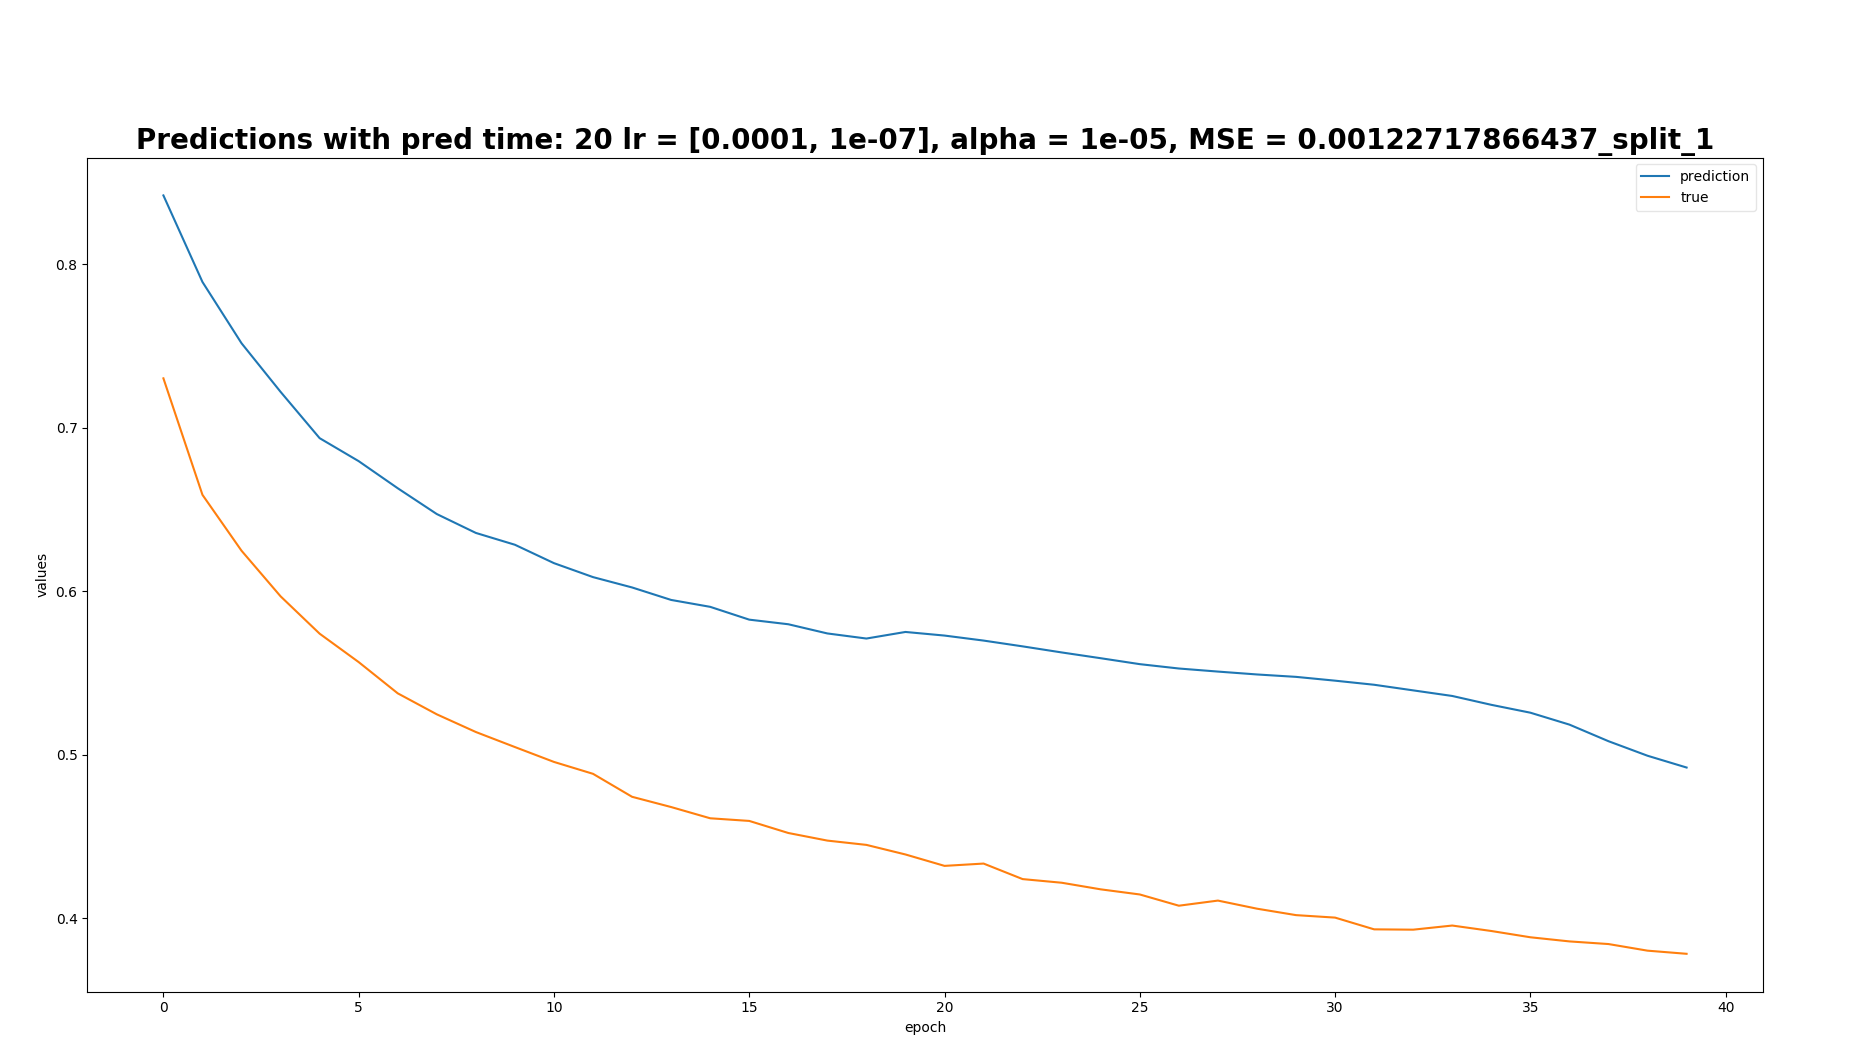 Predictions with pred time: 20 lr = [0.0001, 1e-07], alpha = 1e-05, MSE = 0.00122717866437_split_1
prediction
true
values
0.8
0.7
0.6
0.5
0.4
0 5 10 15 20 25 30 35 40
epoch